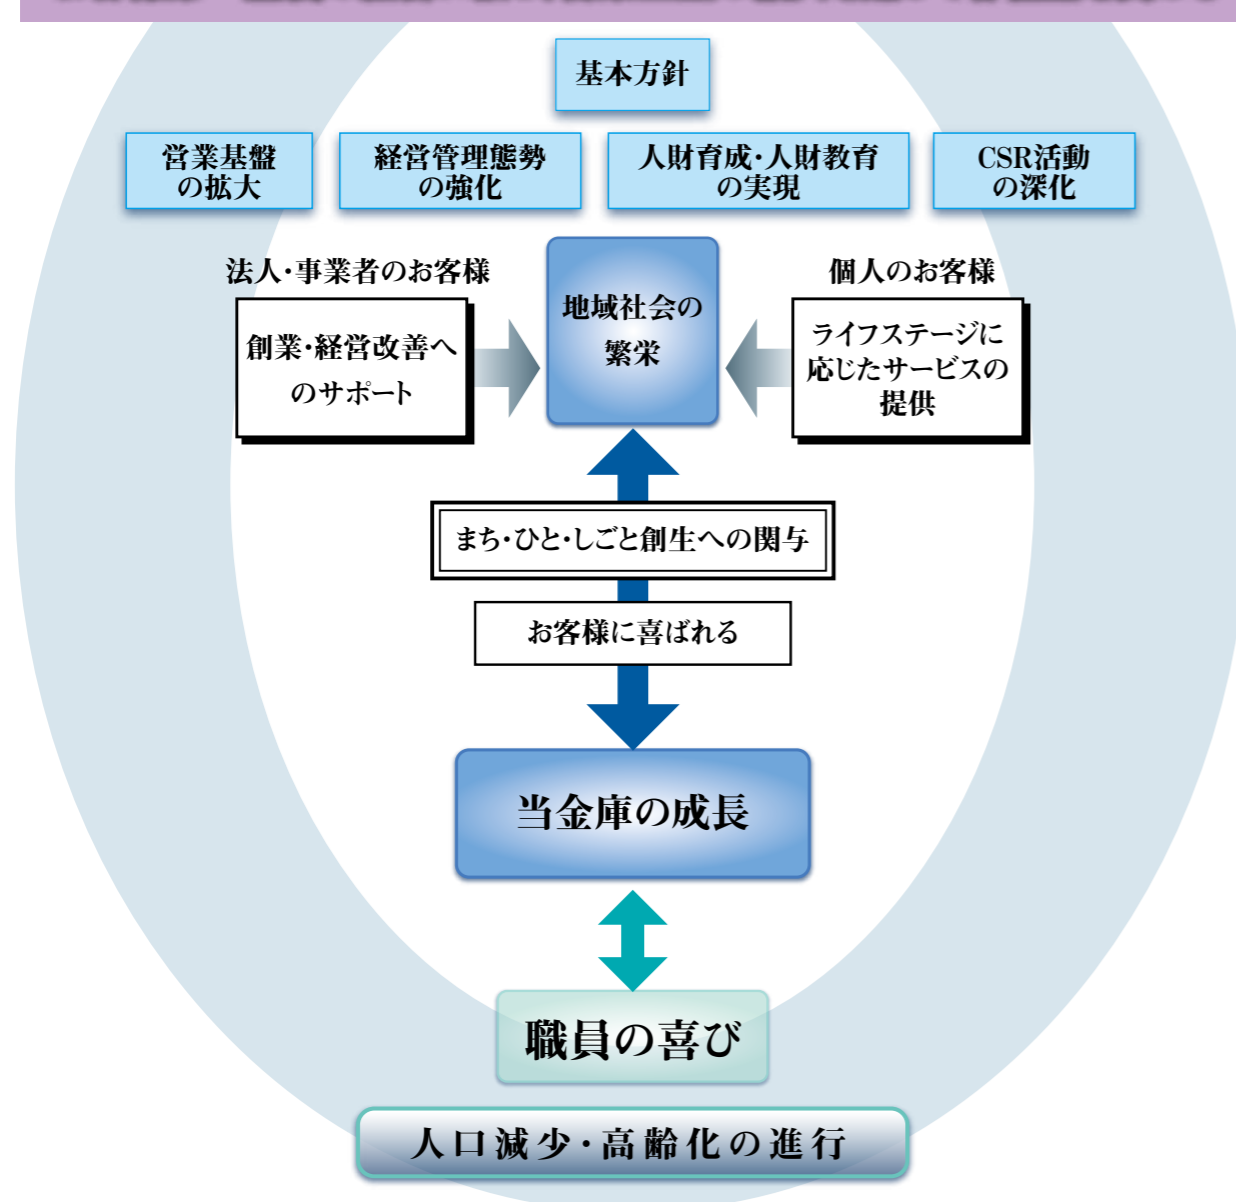 基本方針
営業基盤
の拡大
経営管理態勢
の強化
人財育成・人財教育
の実現
CSR活動
の深化
法人・事業者のお客様
創業・経営改善へ
のサポート
地域社会の
繁栄
個人のお客様
ライフステージに
応じたサービスの
提供
まち・ひと・しごと創生への関与
お客様に喜ばれる
当金庫の成長
職員の喜び
人口減少・高齢化の進行